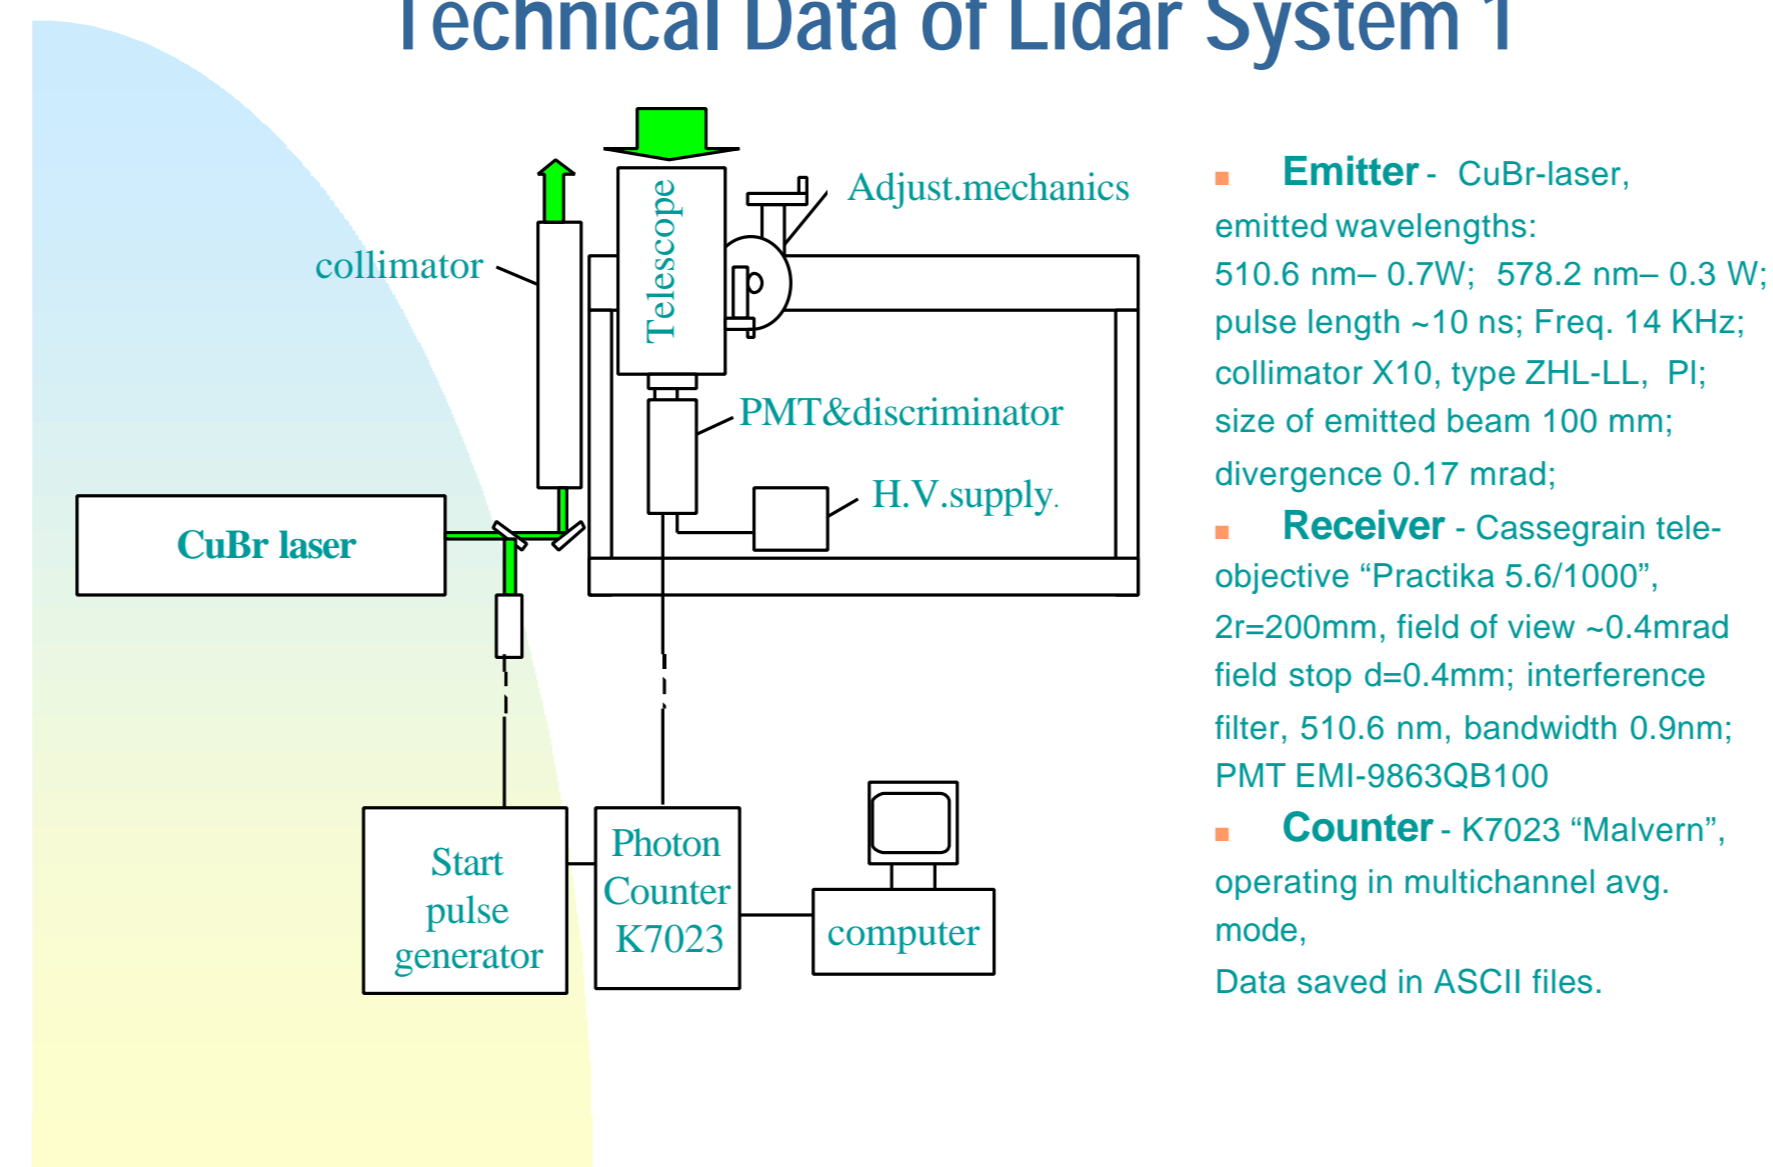 Technical Data of Lidar System 1
Adjust.mechanics
collimator
Telescope
PMT&discriminator
H.V.supply.
CuBr laser
Start
pulse
generator
Photon
Counter
K7023
computer
Emitter - CuBr-laser,
emitted wavelengths:
510.6 nm– 0.7W; 578.2 nm– 0.3 W;
pulse length ~10 ns; Freq. 14 KHz;
collimator X10, type ZHL-LL, PI;
size of emitted beam 100 mm;
divergence 0.17 mrad;
Receiver - Cassegrain tele-
objective “Practika 5.6/1000”,
2r=200mm, field of view ~0.4mrad
field stop d=0.4mm; interference
filter, 510.6 nm, bandwidth 0.9nm;
PMT EMI-9863QB100
Counter - K7023 “Malvern”,
operating in multichannel avg.
mode,
Data saved in ASCII files.